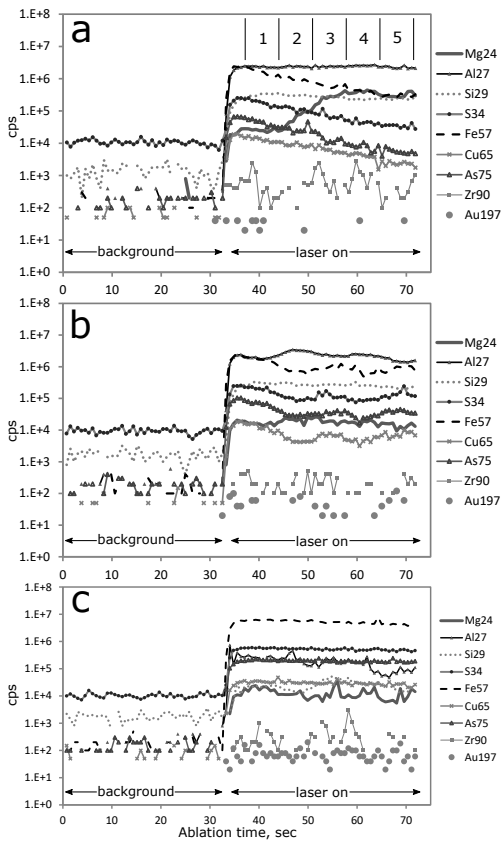 a
1 2 3 4 5
cps
1.E+8
1.E+7
1.E+6
1.E+5
1.E+4
1.E+3
1.E+2
1.E+1
1.E+0
background
laser on
0 10 20 30 40 50 60 70
Mg24
Al27
Si29
S34
Fe57
Cu65
As75
Zr90
Au197
b
cps
1.E+8
1.E+7
1.E+6
1.E+5
1.E+4
1.E+3
1.E+2
1.E+1
1.E+0
background
laser on
0 10 20 30 40 50 60 70
Mg24
Al27
Si29
S34
Fe57
Cu65
As75
Zr90
Au197
c
cps
1.E+8
1.E+7
1.E+6
1.E+5
1.E+4
1.E+3
1.E+2
1.E+1
1.E+0
background
laser on
0 10 20 30 40 50 60 70 80
Ablation time, sec
Mg24
Al27
Si29
S34
Fe57
Cu65
As75
Zr90
Au197